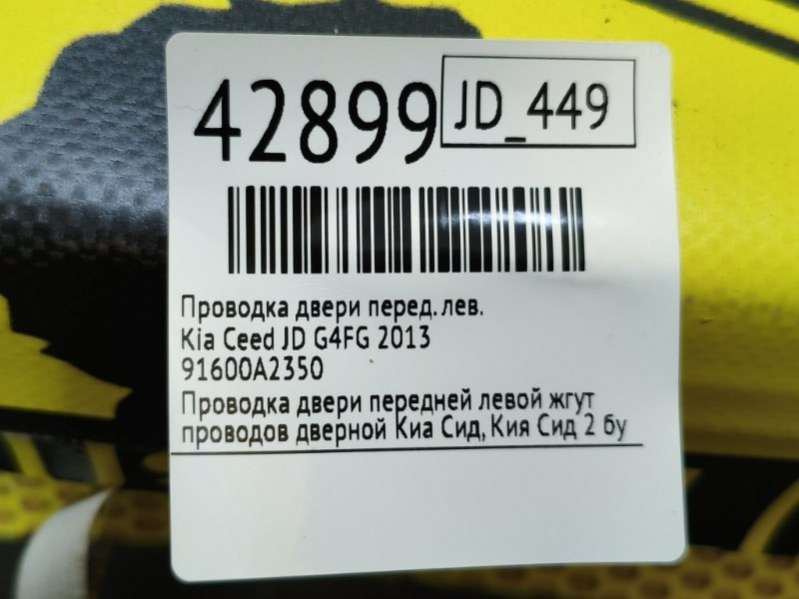 42899
JD_449
Проводка двери перед. лев.
Kia Ceed JD G4FG 2013
91600A2350
Проводка двери передней левой жгут
проводов дверной Киа Сид, Кия Сид 2 бу